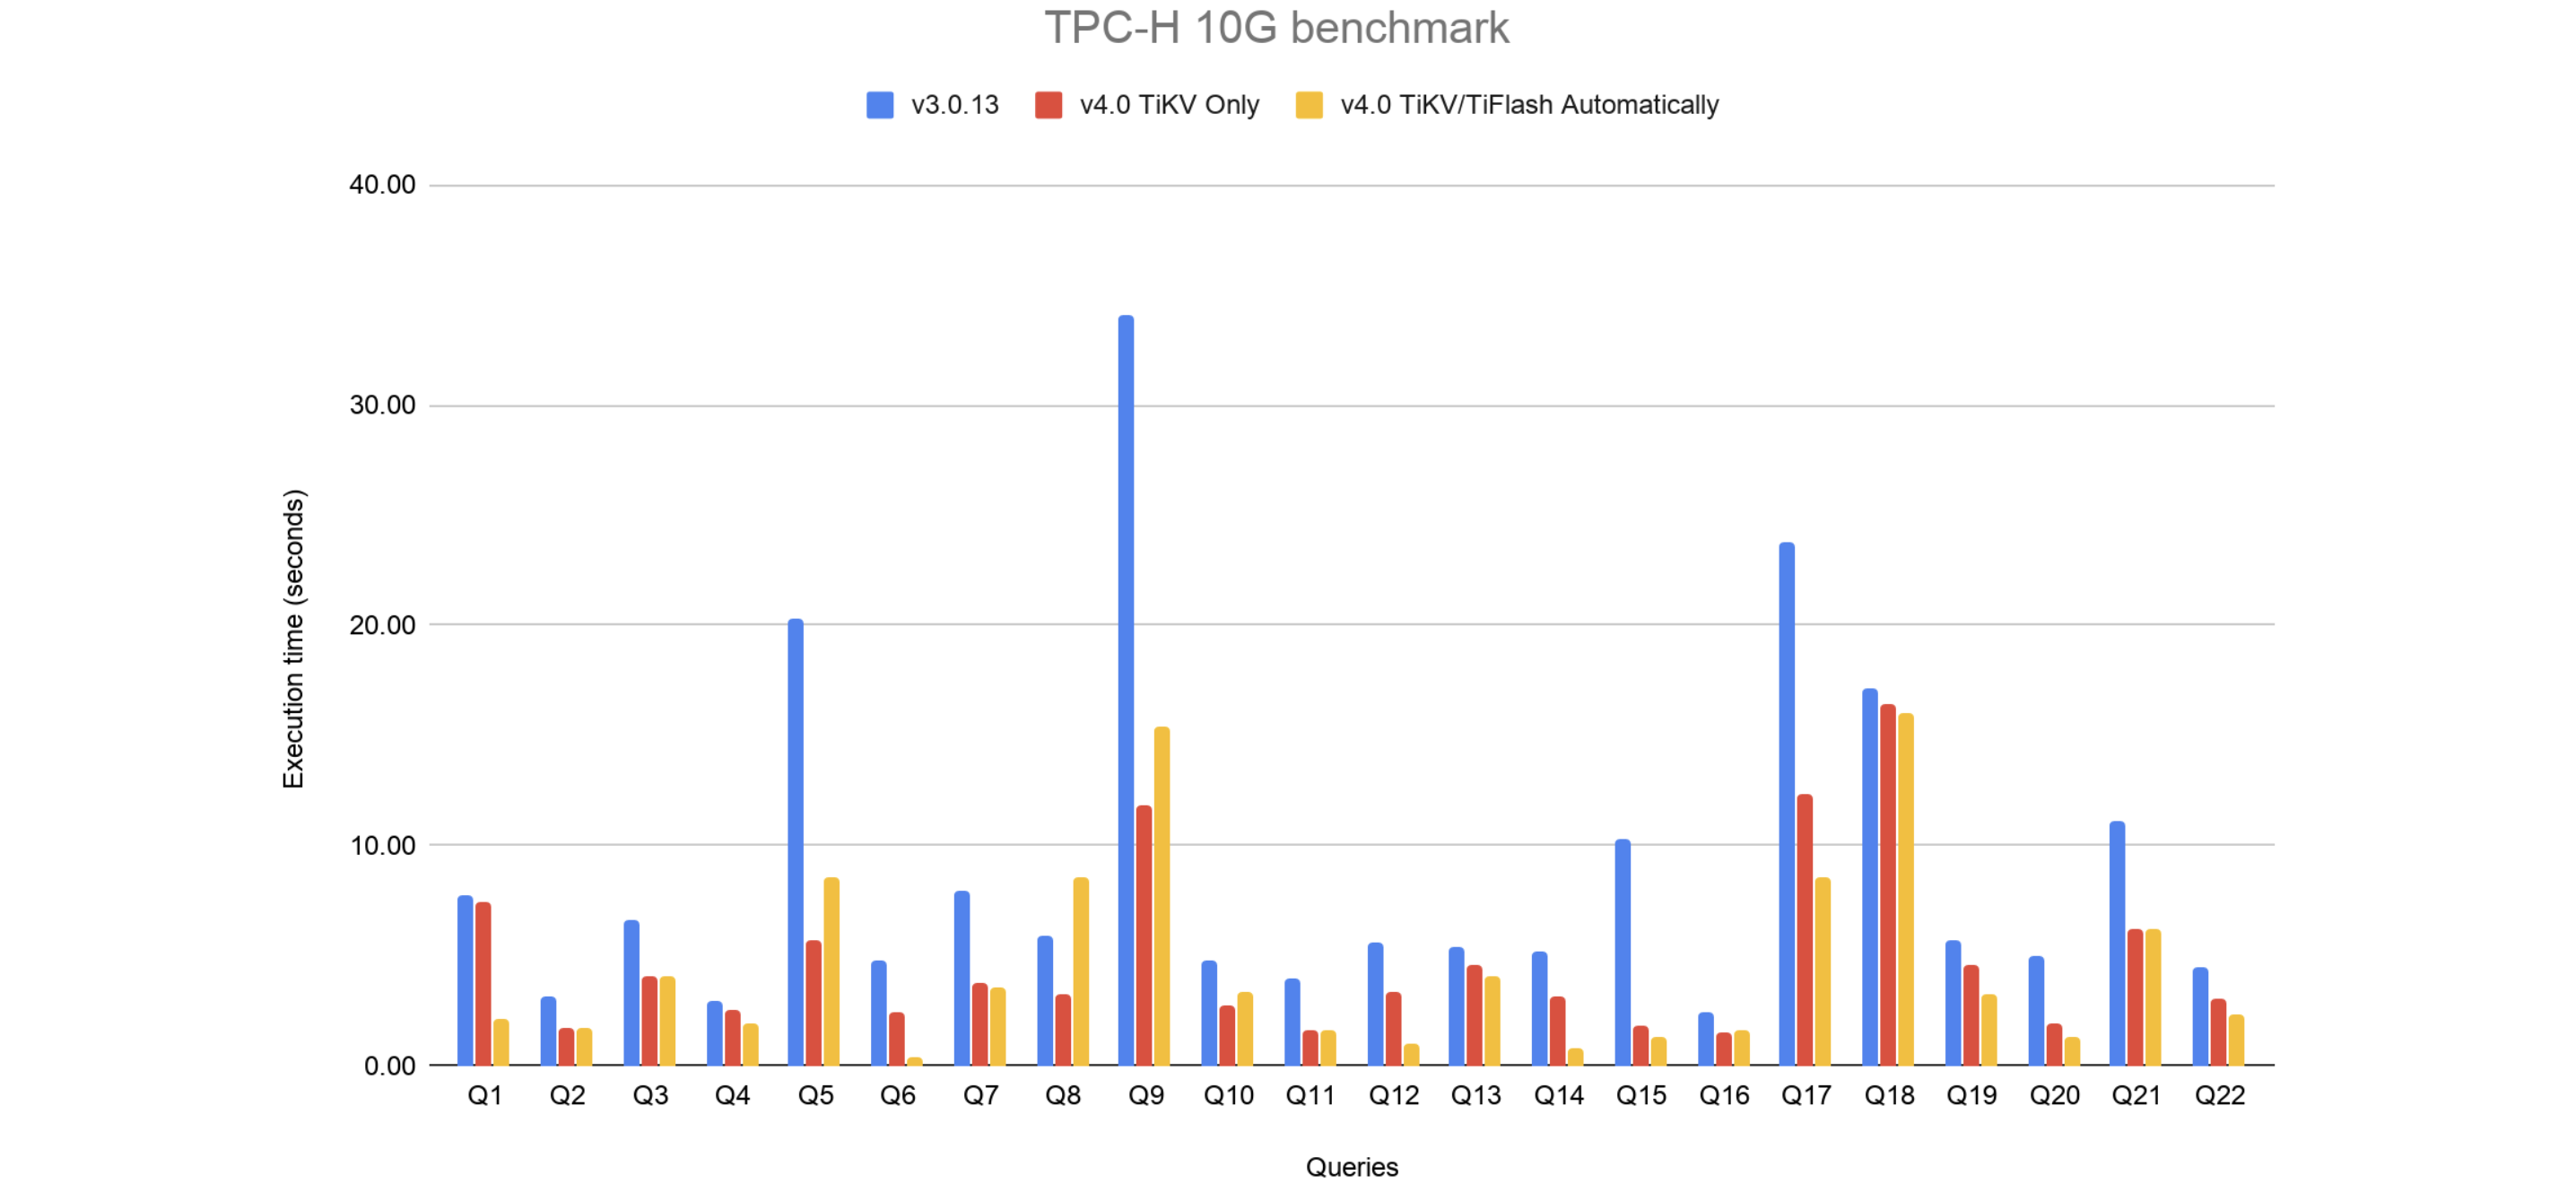 TPC-H 10G benchmark
v3.0.13 v4.0 TiKV Only v4.0 TiKV/TiFlash Automatically
40.00
30.00
20.00
10.00
0.00
Execution time (seconds)
Q1 Q2 Q3 Q4 Q5 Q6 Q7 Q8 Q9 Q10 Q11 Q12 Q13 Q14 Q15 Q16 Q17 Q18 Q19 Q20 Q21 Q22
Queries